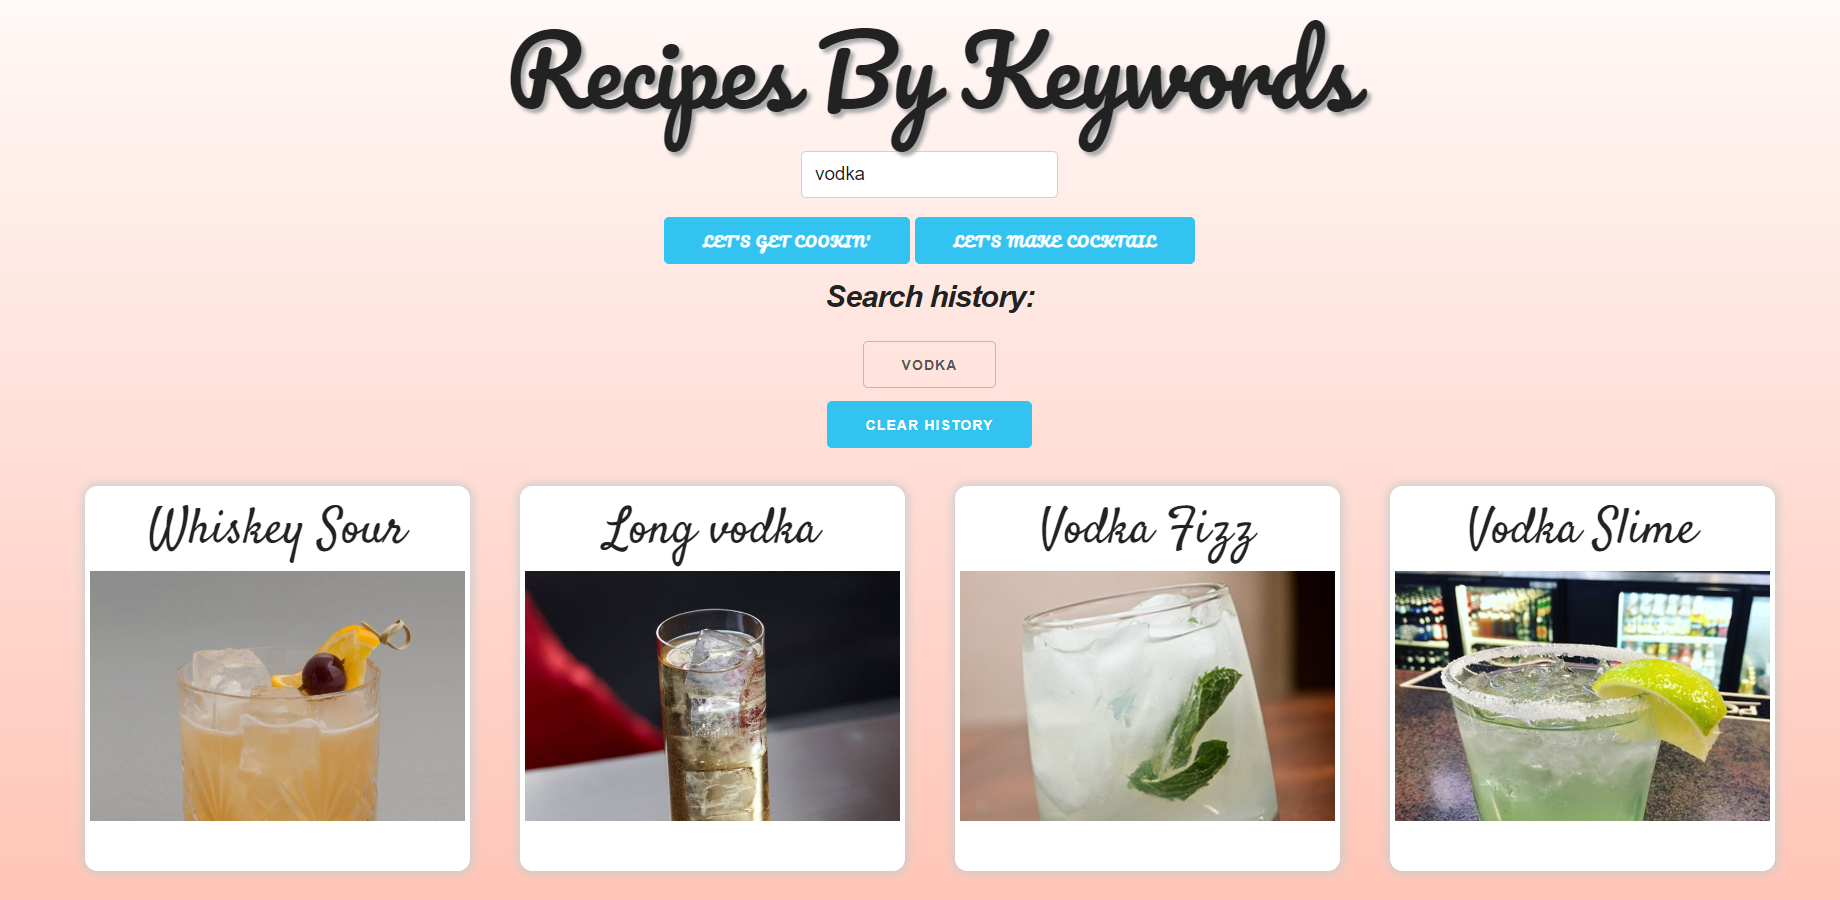 Recipes By Keywords
vodka
LET'S GET COOKIN' LET'S MAKE COCKTAIL
Search history:
VODKA
CLEAR HISTORY
Whiskey Sour
Long vodka
Vodka Fizz
Vodka Slime